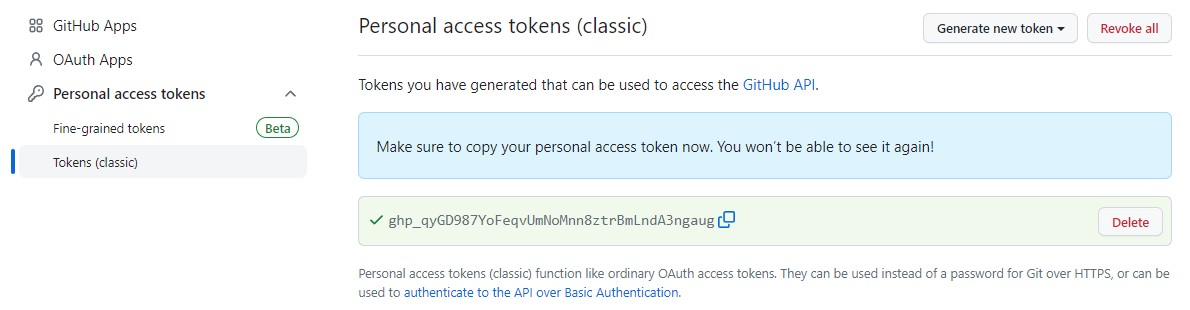 GitHub Apps
OAuth Apps
Personal access tokens
Fine-grained tokens Beta
Tokens (classic)
Personal access tokens (classic) Generate new token Revoke all
Tokens you have generated that can be used to access the GitHub API.
Make sure to copy your personal access token now. You won't be able to see it again!
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 Delete
Personal access tokens (classic) function like ordinary OAuth access tokens. They can be used instead of a password for Git over HTTPS, or can be
used to authenticate to the API over Basic Authentication.